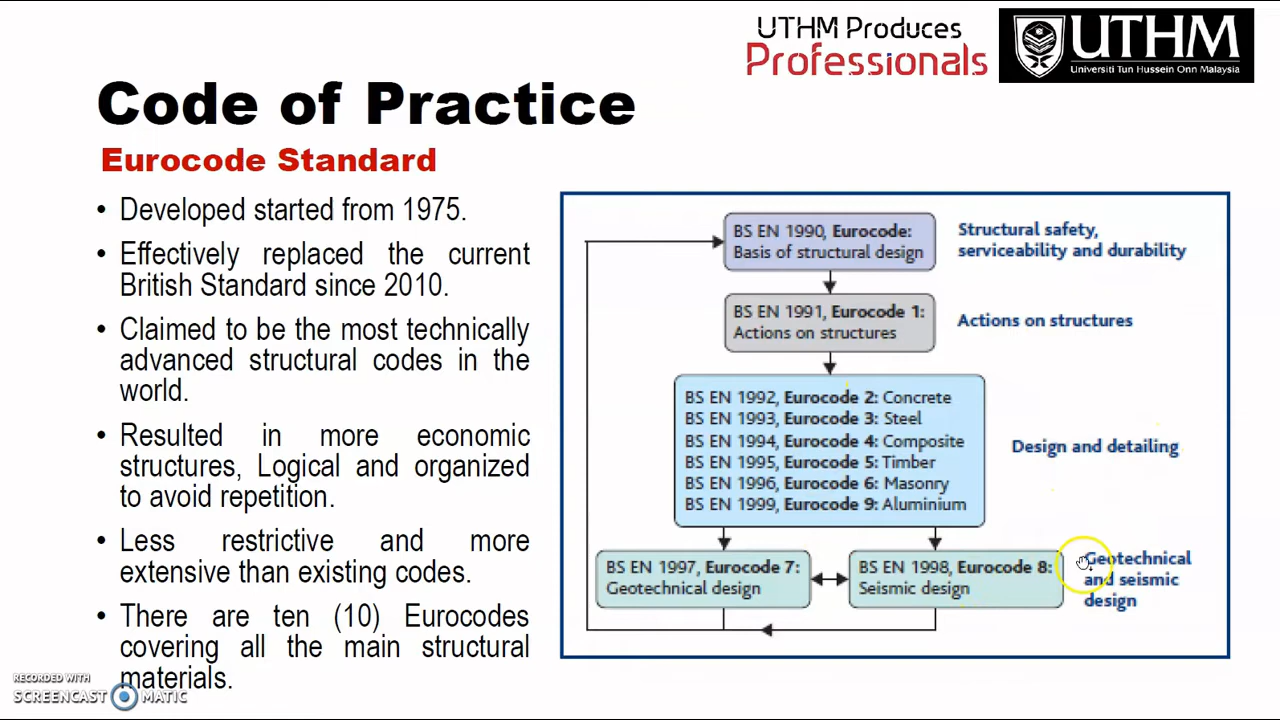 UTHM Produces
Professionals
UTHM
Universiti Tun Hussein Onn Malaysia
Code of Practice
Eurocode Standard
• Developed started from 1975.
• Effectively replaced the current
British Standard since 2010.
• Claimed to be the most technically
advanced structural codes in the
world.
• Resulted in more economic
structures, Logical and organized
to avoid repetition.
• Less restrictive and more
extensive than existing codes.
• There are ten (10) Eurocodes
covering all the main structural
materials.
BS EN 1990, Eurocode:
Basis of structural design
Structural safety,
serviceability and durability
BS EN 1991, Eurocode 1:
Actions on structures
Actions on structures
BS EN 1992, Eurocode 2: Concrete
BS EN 1993, Eurocode 3: Steel
BS EN 1994, Eurocode 4: Composite
BS EN 1995, Eurocode 5: Timber
BS EN 1996, Eurocode 6: Masonry
BS EN 1999, Eurocode 9: Aluminium
Design and detailing
BS EN 1997, Eurocode 7:
Geotechnical design
BS EN 1998, Eurocode 8:
Seismic design
Geotechnical
and seismic
design
RECORDED WITH
SCREENCAST MATIC